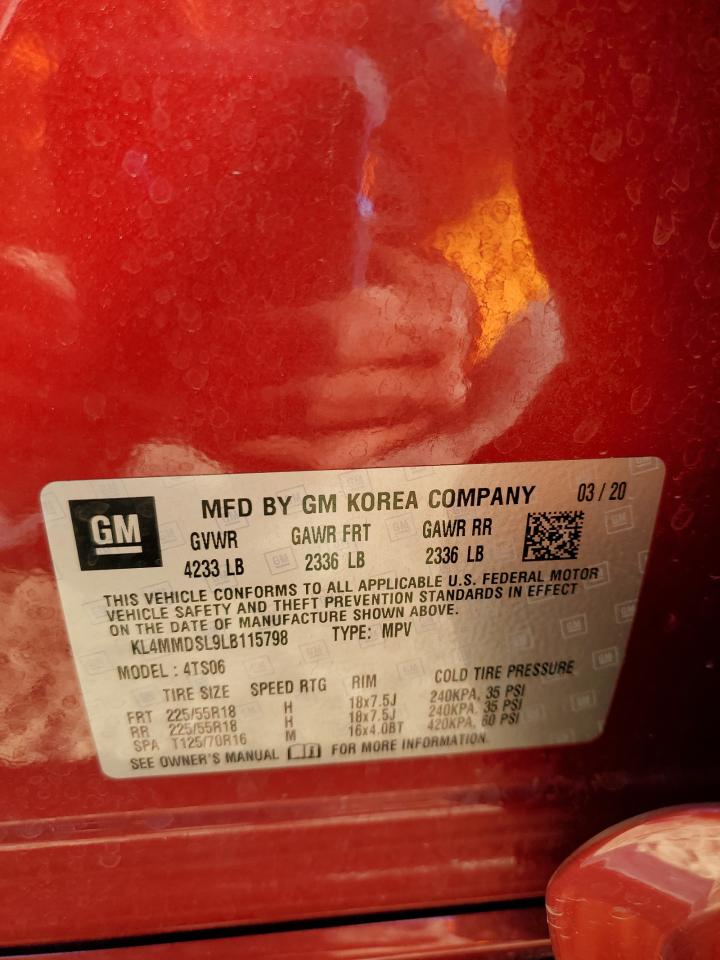 GM
MFD BY GM KOREA COMPANY 03 / 20
GVWR GAWR FRT GAWR RR
4233 LB 2336 LB 2336 LB
THIS VEHICLE CONFORMS TO ALL APPLICABLE U.S. FEDERAL MOTOR
VEHICLE SAFETY AND THEFT PREVENTION STANDARDS IN EFFECT
ON THE DATE OF MANUFACTURE SHOWN ABOVE.
KL4MMDSL9LB115798 TYPE: MPV
MODEL : 4TS06
TIRE SIZE SPEED RTG RIM COLD TIRE PRESSURE
FRT 225/55R18 H 18x7.5J 240KPA, 35 PSI
RR 225/55R18 H 18x7.5J 240KPA, 35 PSI
SPA T125/70R16 M 16x4.0BT 420KPA, 60 PSI
SEE OWNER'S MANUAL FOR MORE INFORMATION.